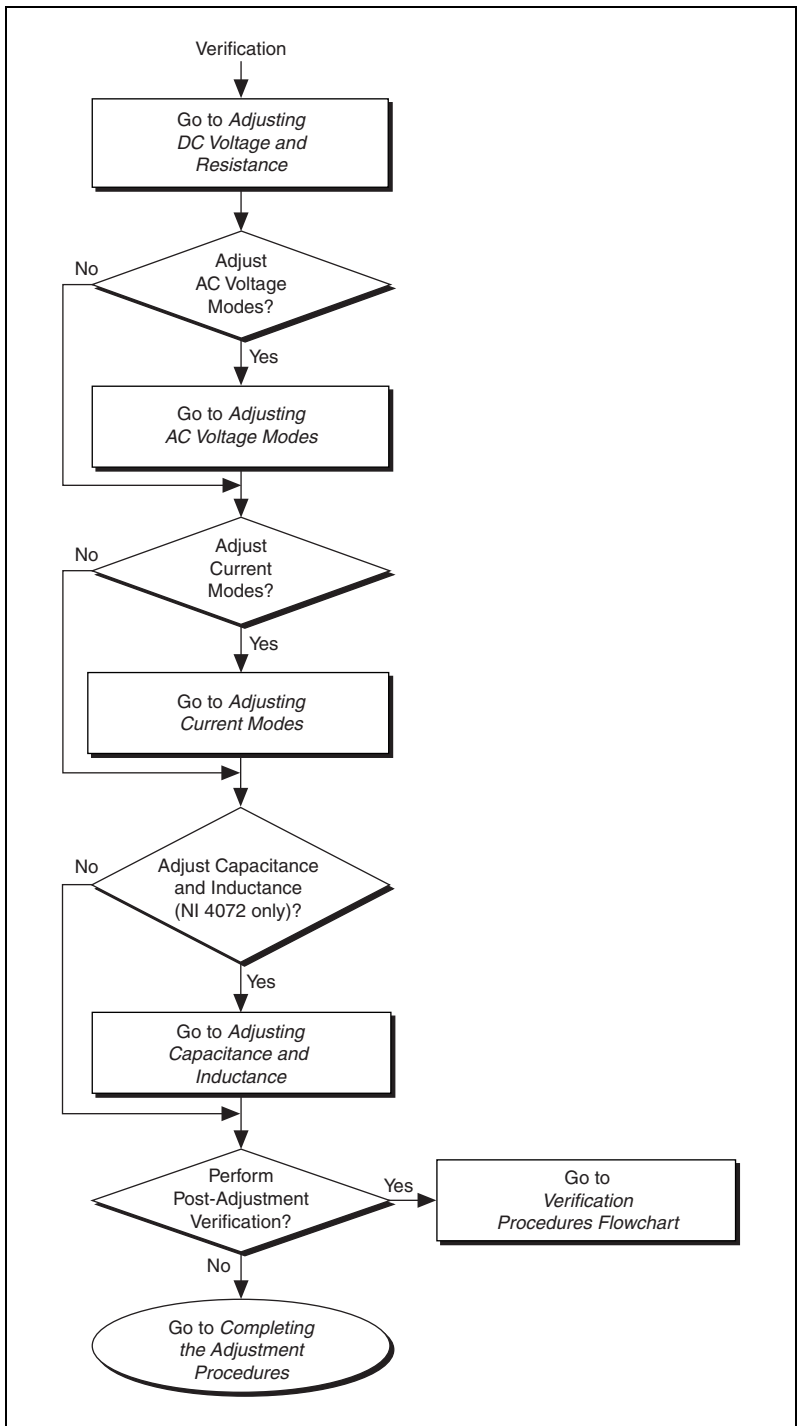 Verification
Go to Adjusting
DC Voltage and
Resistance
No
Adjust
AC Voltage
Modes?
Yes
Go to Adjusting
AC Voltage Modes
No
Adjust
Current
Modes?
Yes
Go to Adjusting
Current Modes
No
Adjust Capacitance
and Inductance
(NI 4072 only)?
Yes
Go to Adjusting
Capacitance and
Inductance
Perform
Post-Adjustment
Verification?
Yes
Go to
Verification
Procedures Flowchart
No
Go to Completing
the Adjustment
Procedures